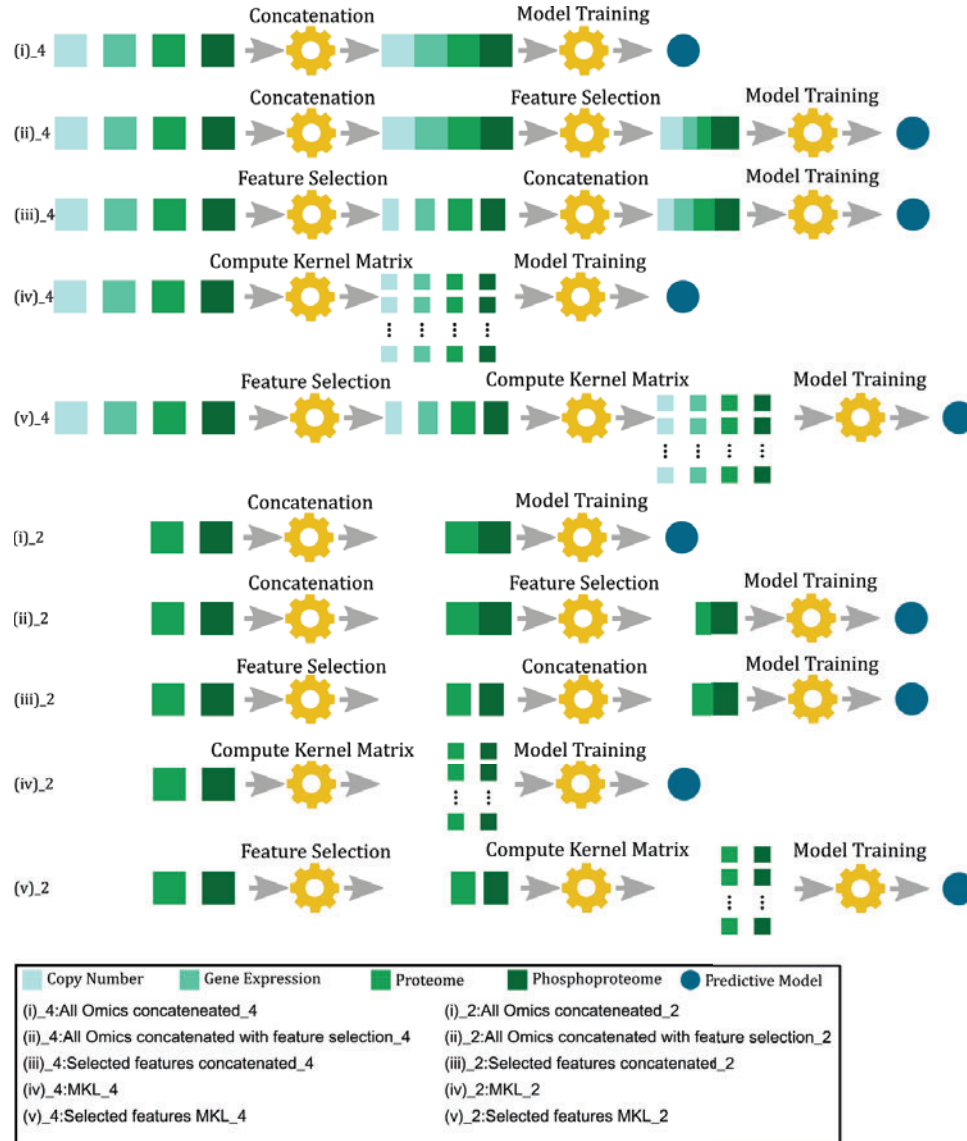 Concatenation Model Training
(i)_4
Concatenation Feature Selection Model Training
(ii)_4
Feature Selection Concatenation Model Training
(iii)_4
Compute Kernel Matrix Model Training
(iv)_4
Feature Selection Compute Kernel Matrix Model Training
(v)_4
Concatenation Model Training
(i)_2
Concatenation Feature Selection Model Training
(ii)_2
Feature Selection Concatenation Model Training
(iii)_2
Compute Kernel Matrix Model Training
(iv)_2
Feature Selection Compute Kernel Matrix Model Training
(v)_2
Copy Number Gene Expression Proteome Phosphoproteome Predictive Model
(i)_4:All Omics concateneated_4 (i)_2:All Omics concateneated_2
(ii)_4:All Omics concatenated with feature selection_4 (ii)_2:All Omics concatenated with feature selection_2
(iii)_4:Selected features concatenated_4 (iii)_2:Selected features concatenated_2
(iv)_4:MKL_4 (iv)_2:MKL_2
(v)_4:Selected features MKL_4 (v)_2:Selected features MKL_2